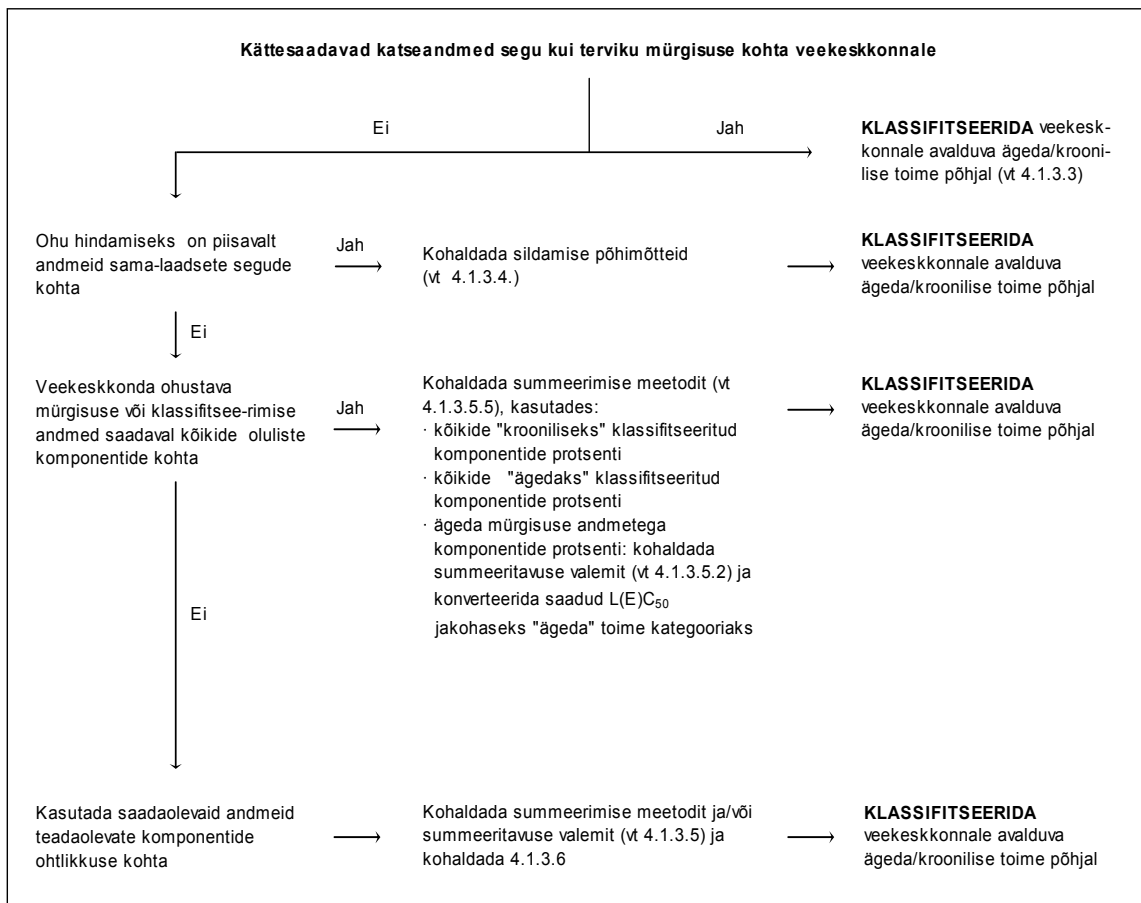 Kättesaadavad katseandmed segu kui terviku mürgisuse kohta veekeskkonnale
Ei
Jah
KLASSIFITSEERIDA veekesk-
konnale avalduva ägeda/krooni-
lise toime põhjal (vt 4.1.3.3)
Ohu hindamiseks on piisavalt
andmeid sama-laadsete segude
kohta
Jah
Kohaldada sildamise põhimõtteid
(vt 4.1.3.4.)
KLASSIFITSEERIDA
veekeskkonnale avalduva
ägeda/kroonilise toime põhjal
Ei
Veekeskkonda ohustava
mürgisuse või klassifitsee-rimise
andmed saadaval kõikide oluliste
komponentide kohta
Jah
Kohaldada summeerimise meetodit (vt
4.1.3.5.5), kasutades:
· kõikide "krooniliseks" klassifitseeritud
komponentide protsenti
· kõikide "ägedaks" klassifitseeritud
komponentide protsenti
· ägeda mürgisuse andmetega
komponentide protsenti: kohaldada
summeeritavuse valemit (vt 4.1.3.5.2) ja
konverteerida saadud L(E)C₅₀
jakohaseks "ägeda" toime kategooriaks
KLASSIFITSEERIDA
veekeskkonnale avalduva
ägeda/kroonilise toime põhjal
Ei
Kasutada saadaolevaid andmeid
teadaolevate komponentide
ohtlikkuse kohta
Kohaldada summeerimise meetodit ja/või
summeeritavuse valemit (vt 4.1.3.5) ja
kohaldada 4.1.3.6
KLASSIFITSEERIDA
veekeskkonnale avalduva
ägeda/kroonilise toime põhjal